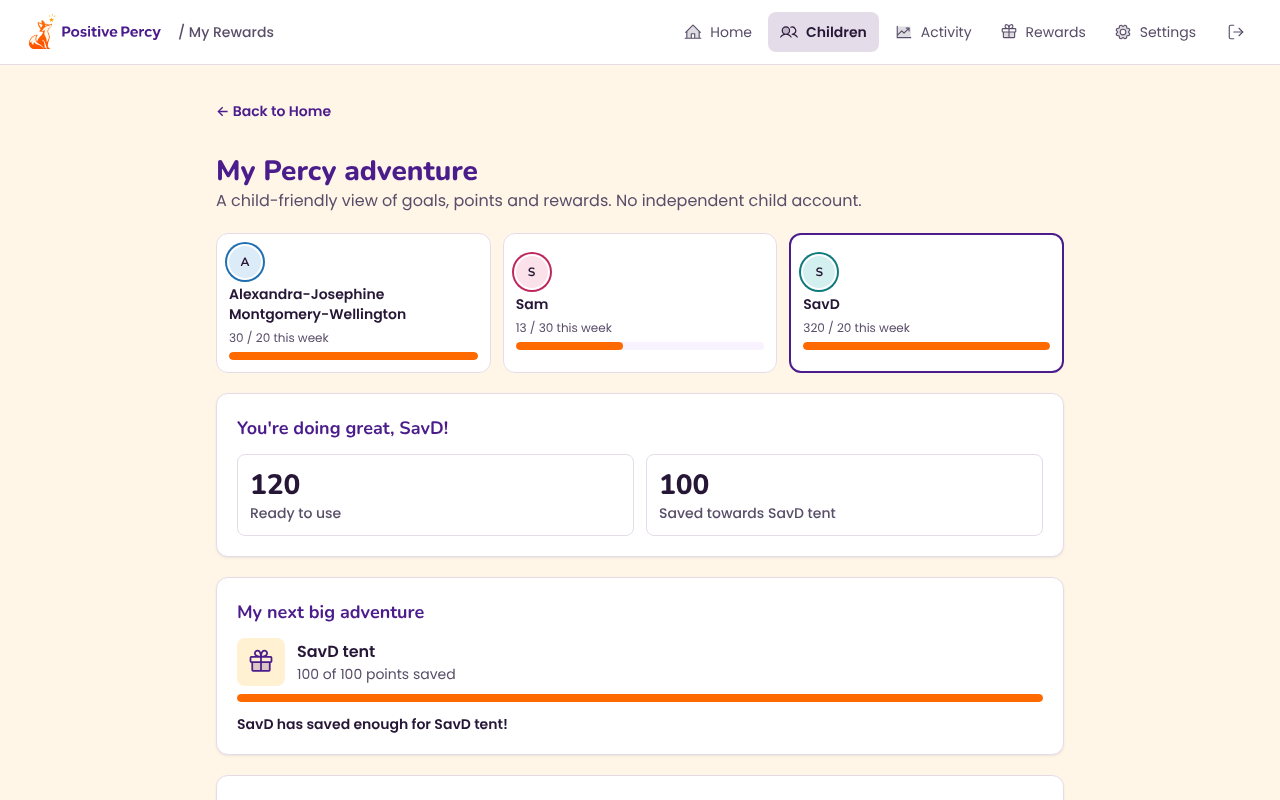 Positive Percy / My Rewards
Home
Children
Activity
Rewards
Settings
← Back to Home
My Percy adventure
A child-friendly view of goals, points and rewards. No independent child account.
A
Alexandra-Josephine
Montgomery-Wellington
30 / 20 this week
S
Sam
13 / 30 this week
S
SavD
320 / 20 this week
You're doing great, SavD!
120
Ready to use
100
Saved towards SavD tent
My next big adventure
SavD tent
100 of 100 points saved
SavD has saved enough for SavD tent!